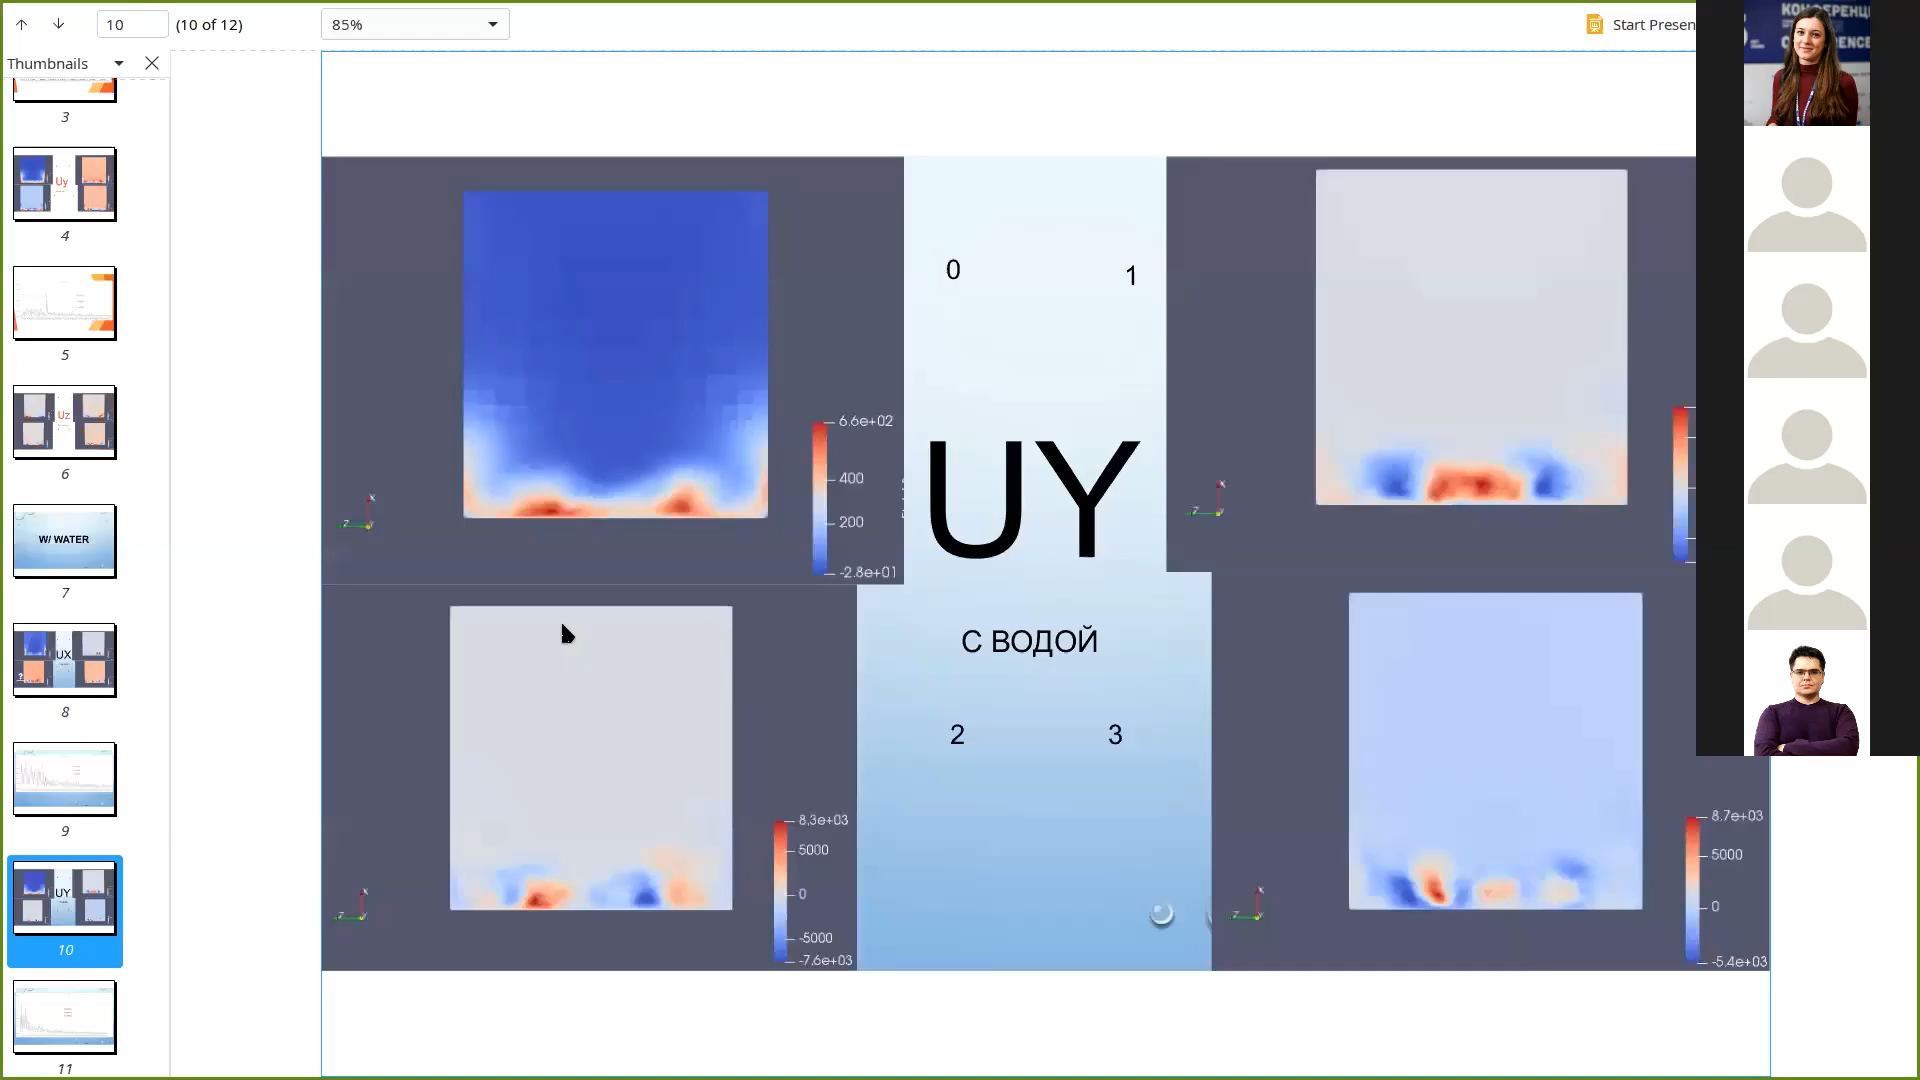 10 (10 of 12) 85% Start Presen
Thumbnails
3
Uy
4
5
Uz
6
W/ WATER
7
UX
?
8
9
UY
10
11
6.6e+02
400
200
-2.8e+01
0
1
UY
С ВОДОЙ
2
3
8.3e+03
5000
0
-5000
-7.6e+03
8.7e+03
5000
0
-5.4e+03
X
Z
X
Z
X
Z
X
Z
КОНФЕРЕНЦ